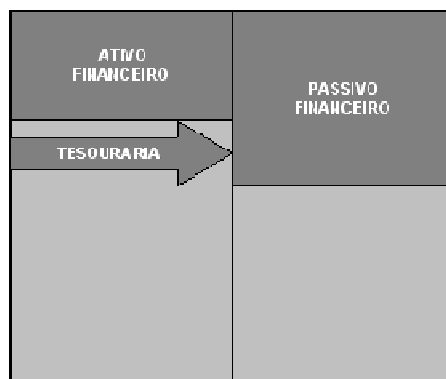 ATIVO
FINANCEIRO
PASSIVO
FINANCEIRO
TESOURARIA